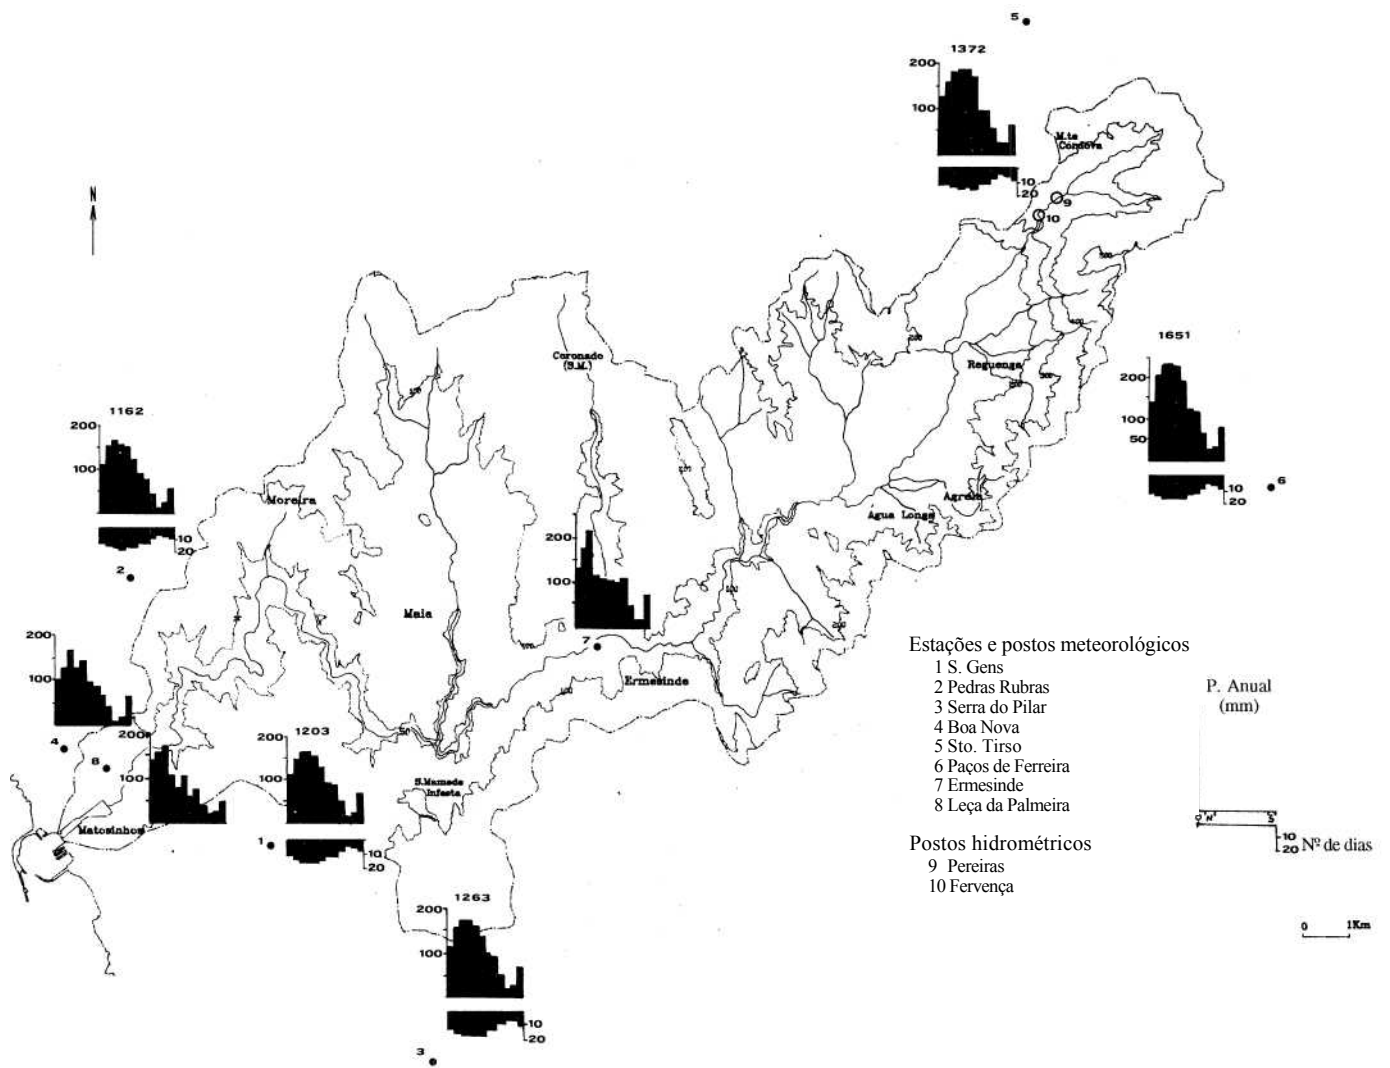 5
1372
200
100
10
20
M.te
Cordova
9
10
N
200
400
1651
200
100
50
10
20
6
Reguenga
Coronado
(S.M.)
1162
200
100
10
20
2
Moreira
Agrela
Agua Longa
200
100
7
Maia
Ermesinde
200
100
4
8
200
100
1203
200
100
10
20
1
S. Mamede
Infesta
Matosinhos
1263
200
100
10
20
3
Estações e postos meteorológicos
1 S. Gens
2 Pedras Rubras
3 Serra do Pilar
4 Boa Nova
5 Sto. Tirso
6 Paços de Ferreira
7 Ermesinde
8 Leça da Palmeira
Postos hidrométricos
9 Pereiras
10 Fervença
P. Anual
(mm)
O N S
10
20 Nº de dias
0 1Km